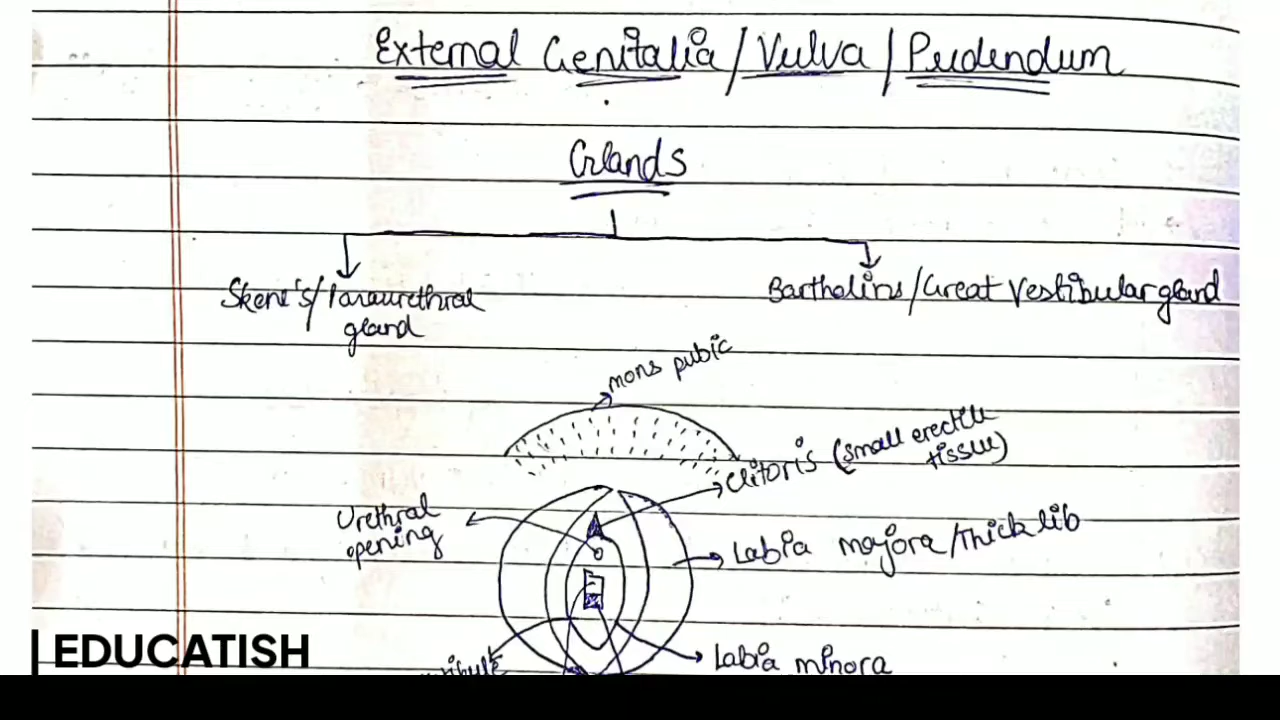 External Genitalia/Vulva/Pudendum
Glands
Skene's/Paraurethral
gland
Bartholins/Great Vestibular gland
mons pubic
Clitoris (small erectile
tissue)
Urethral
opening
Labia majora/Thick lib
Labia minora
| EDUCATISH